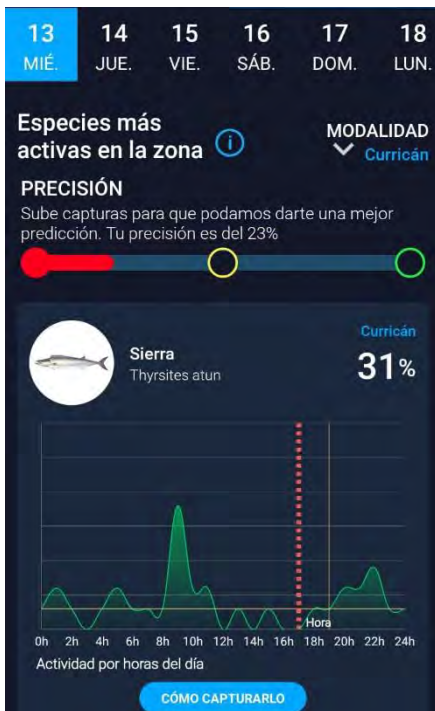 13 14 15 16 17 18
MIÉ. JUE. VIE. SÁB. DOM. LUN.
Especies más
activas en la zona i
MODALIDAD
Curricán
PRECISIÓN
Sube capturas para que podamos darte una mejor
predicción. Tu precisión es del 23%
Sierra
Thyrsites atun
Curricán
31%
Hora
0h 2h 4h 6h 8h 10h 12h 14h 16h 18h 20h 22h 24h
Actividad por horas del día
CÓMO CAPTURARLO